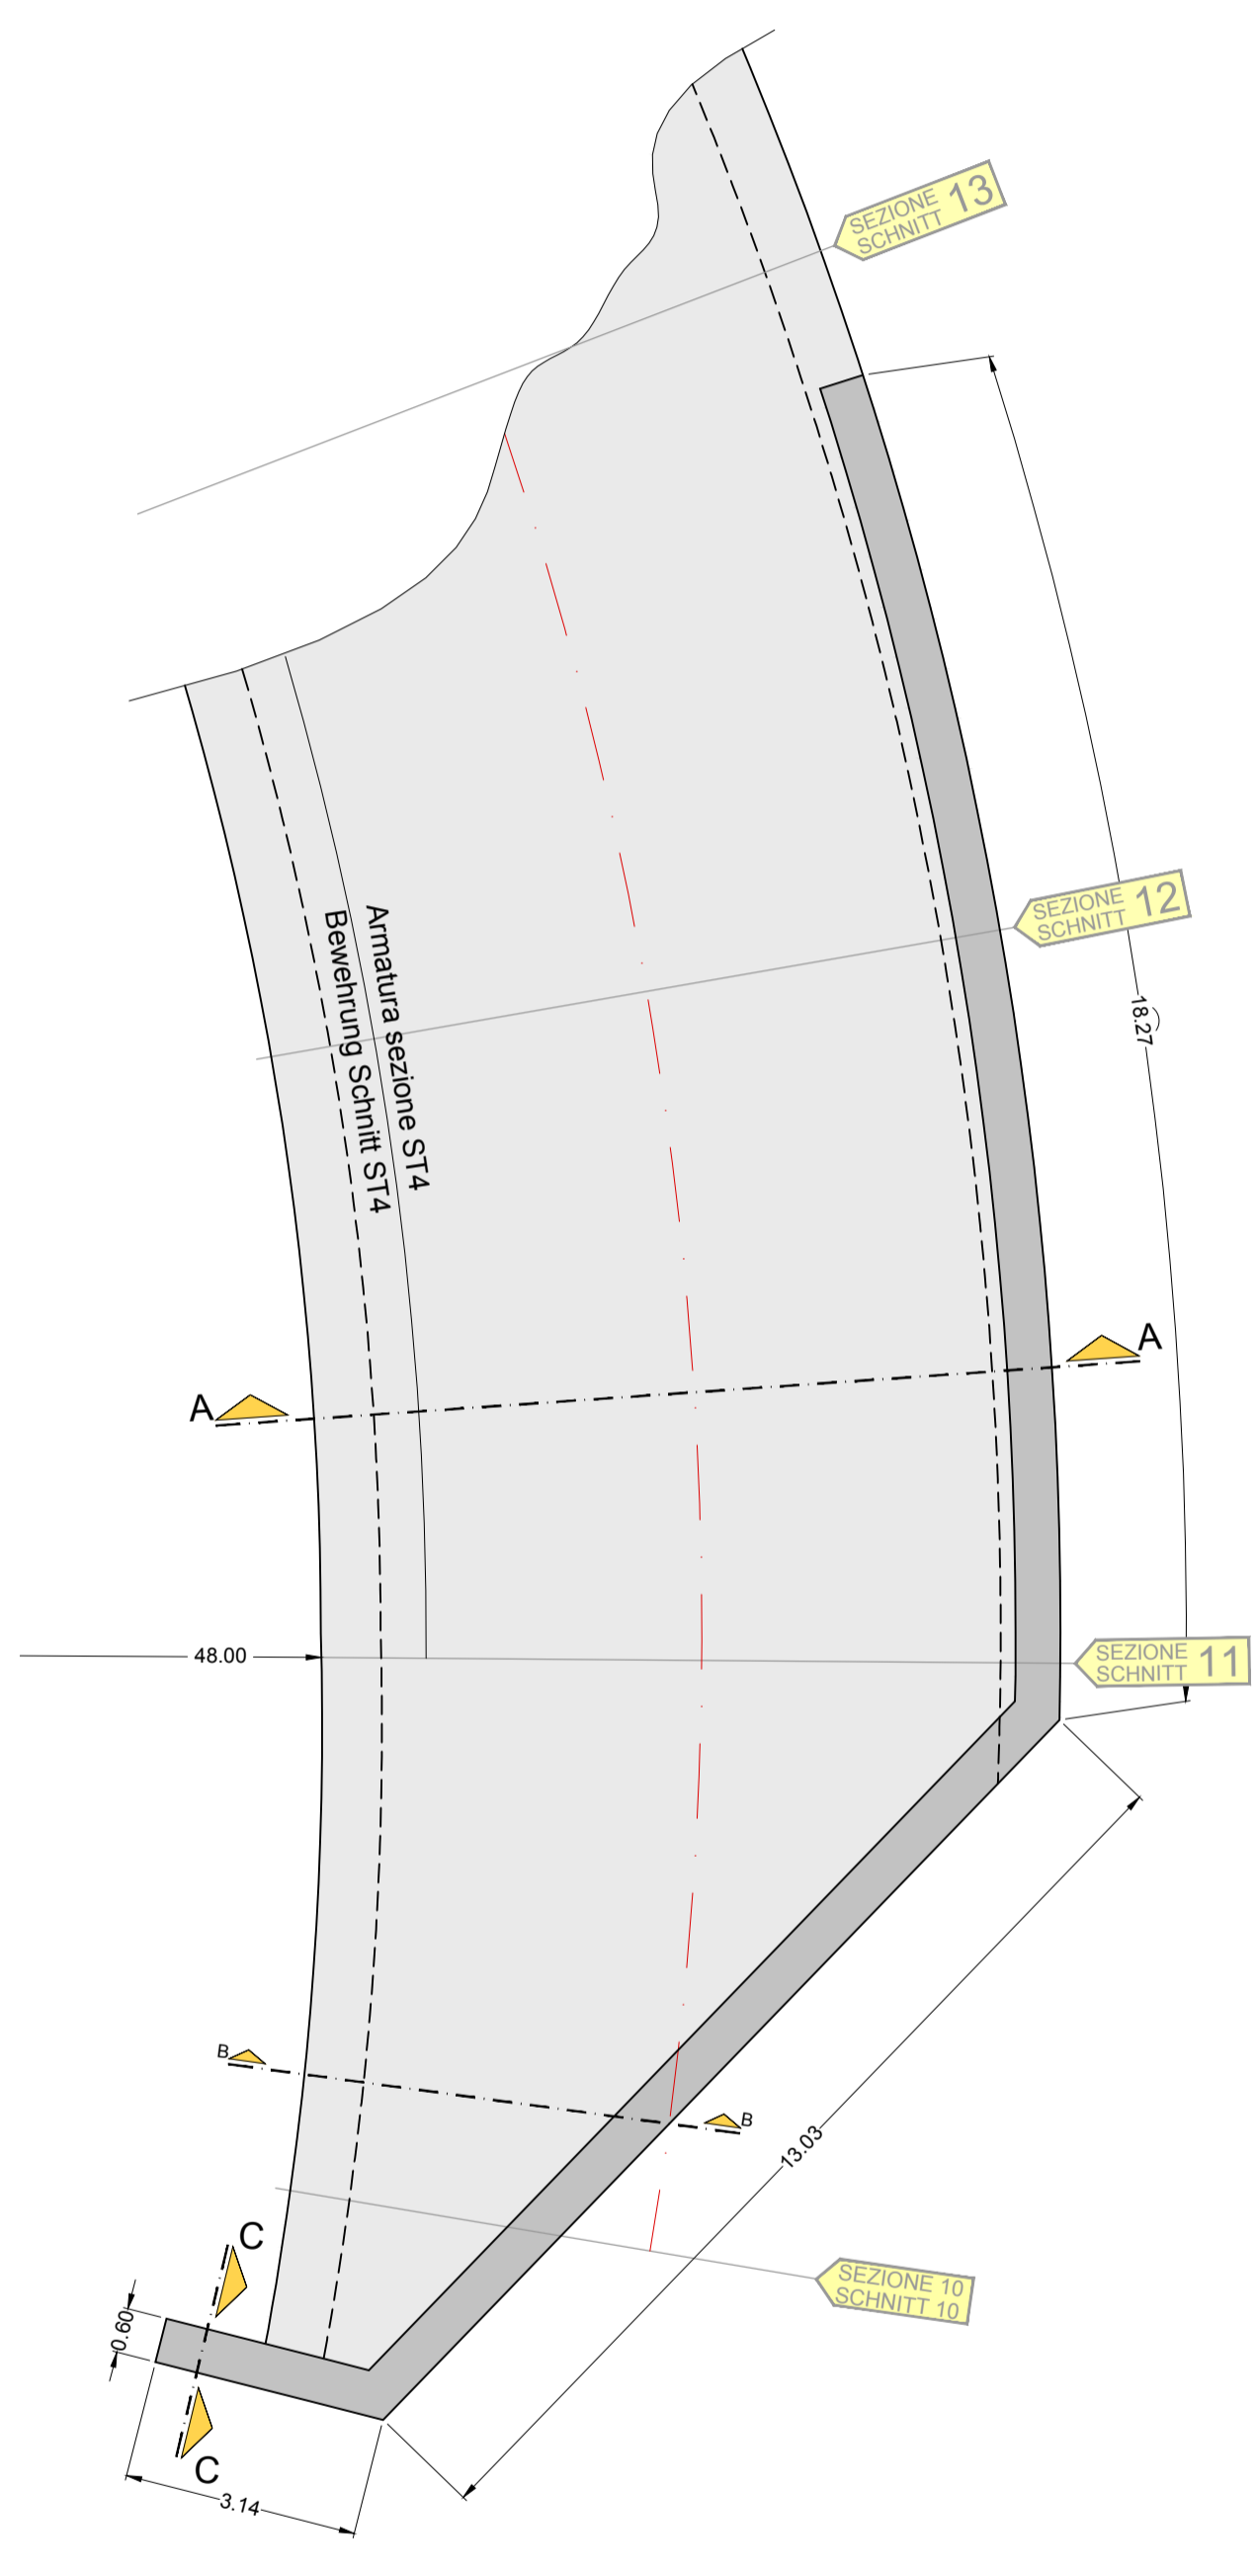 SEZIONE
SCHNITT 13
SEZIONE
SCHNITT 12
18.27
Armatura sezione ST4
Bewehrung Schnitt ST4
A
A
48.00
SEZIONE
SCHNITT 11
B
B
13.03
C
SEZIONE 10
SCHNITT 10
0.60
C
3.14